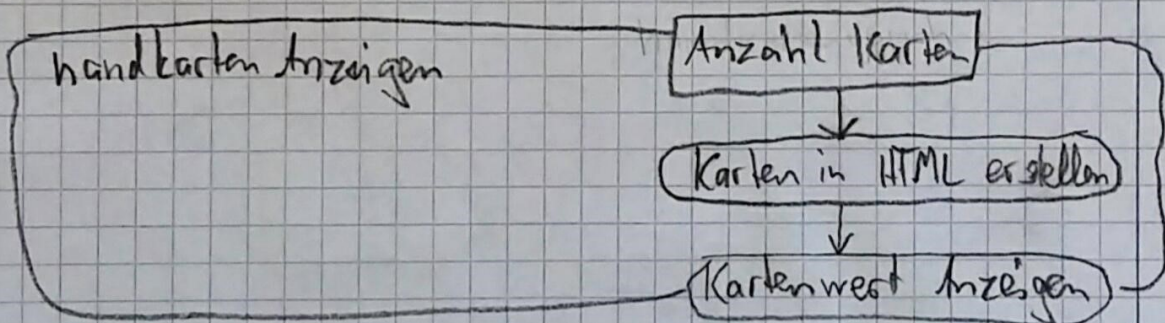 handkarten Anzeigen
Anzahl Karten
Karten in HTML erstellen
Kartenwert Anzeigen